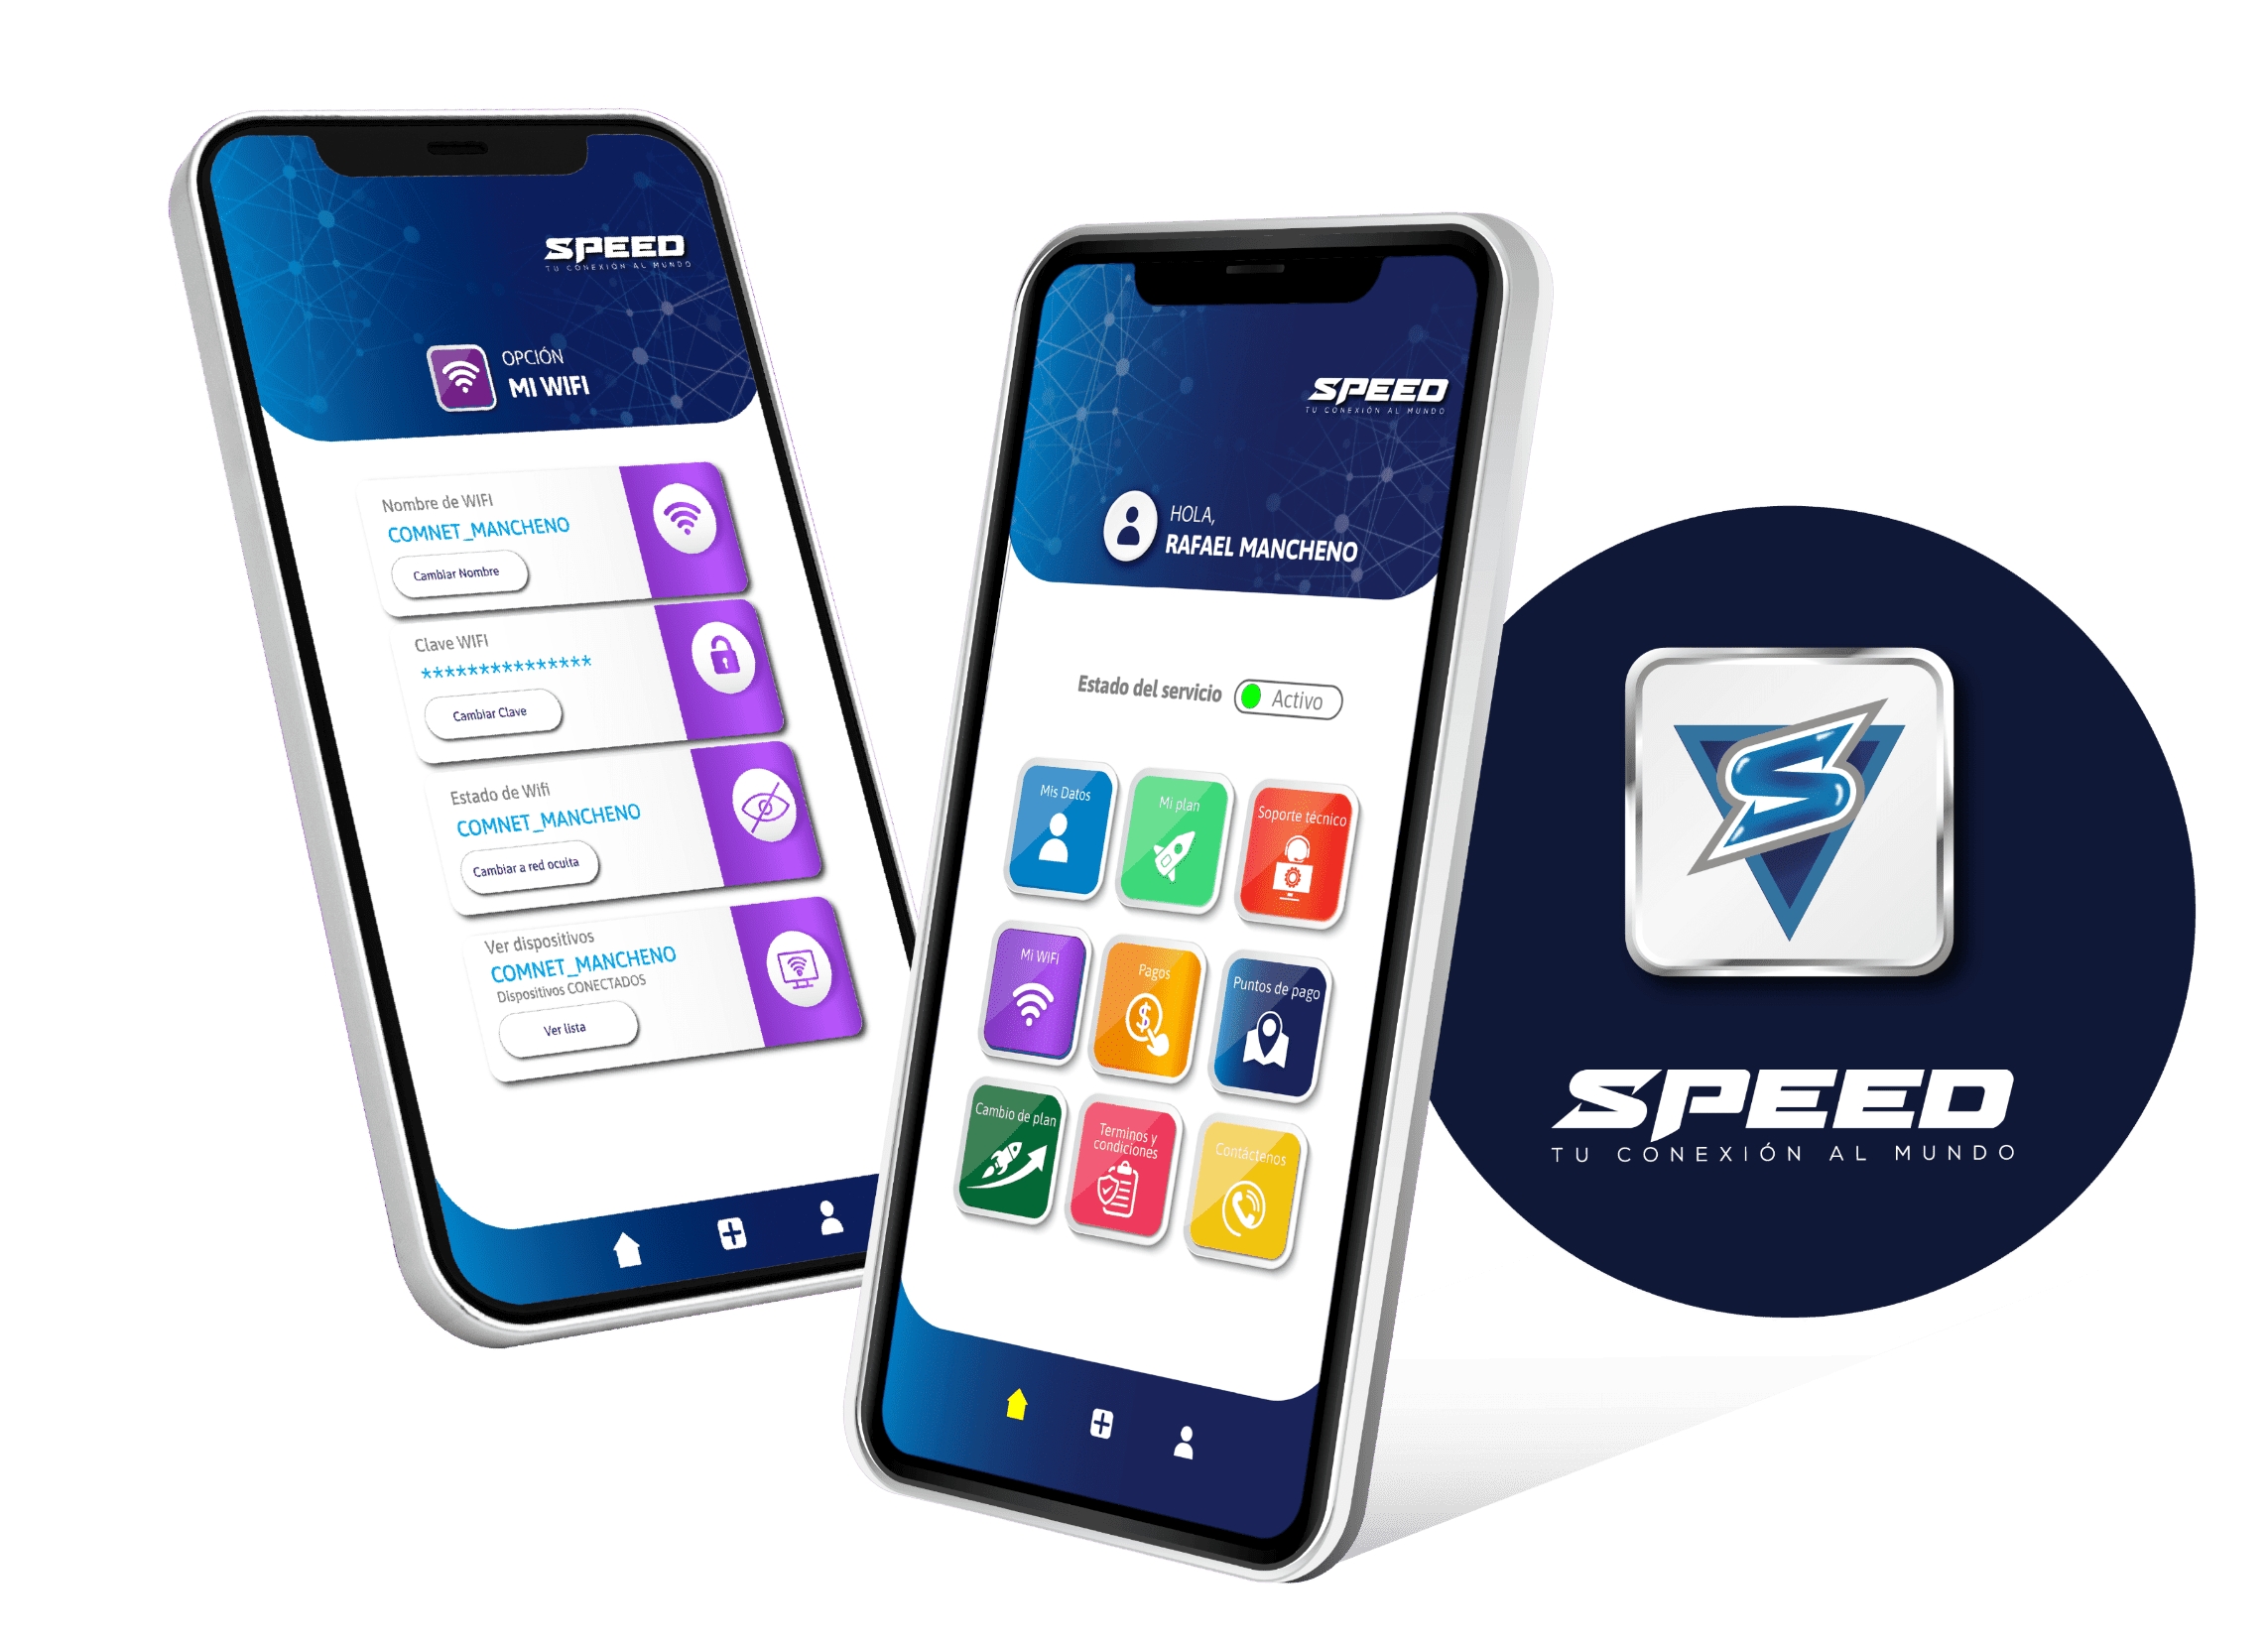 SPEED
TU CONEXIÓN AL MUNDO
OPCIÓN
MI WIFI
Nombre de WIFI
COMNET_MANCHENO
Cambiar Nombre
Clave WIFI
***************
Cambiar Clave
Estado de Wifi
COMNET_MANCHENO
Cambiar a red oculta
Ver dispositivos
COMNET_MANCHENO
Dispositivos CONECTADOS
Ver lista
SPEED
TU CONEXIÓN AL MUNDO
HOLA,
RAFAEL MANCHENO
Estado del servicio Activo
Mis Datos
Mi plan
Soporte técnico
Mi WiFi
Pagos
$
Puntos de pago
Cambio de plan
Terminos y
condiciones
Contáctenos
S
SPEED
TU CONEXIÓN AL MUNDO